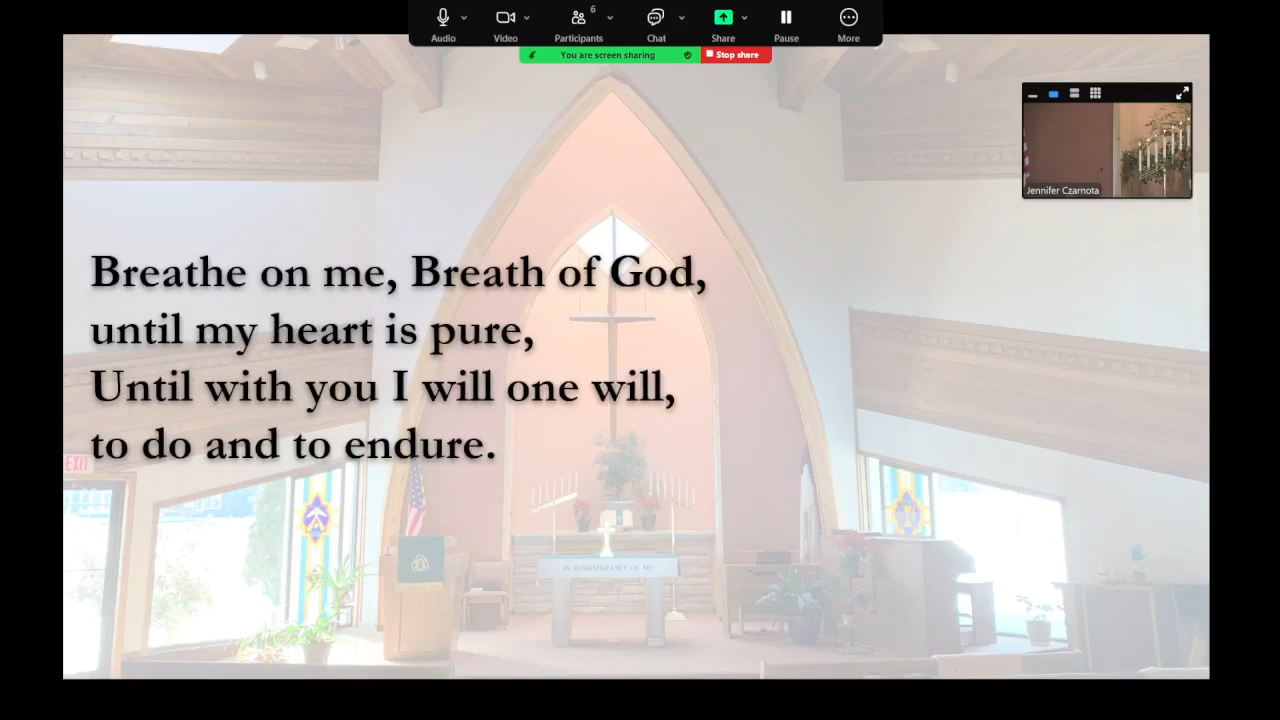 6
Audio
Video
Participants
Chat
Share
Pause
More
You are screen sharing
Stop share
Jennifer Czarnota
Breathe on me, Breath of God,
until my heart is pure,
Until with you I will one will,
to do and to endure.
EXIT
IN REMEMBRANCE OF ME